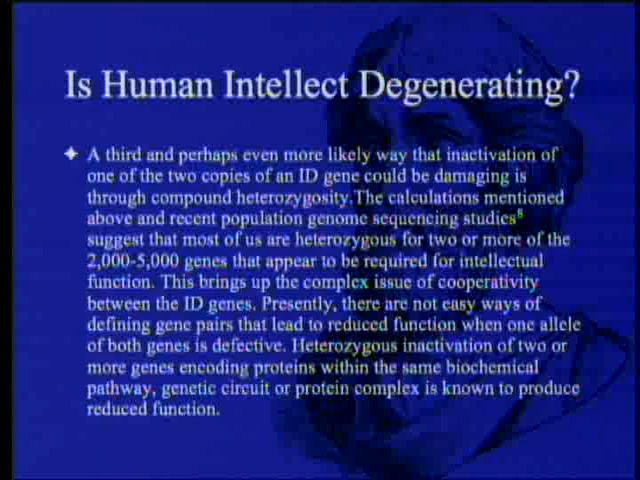 Is Human Intellect Degenerating?
A third and perhaps even more likely way that inactivation of
one of the two copies of an ID gene could be damaging is
through compound heterozygosity.The calculations mentioned
above and recent population genome sequencing studies⁸
suggest that most of us are heterozygous for two or more of the
2,000-5,000 genes that appear to be required for intellectual
function. This brings up the complex issue of cooperativity
between the ID genes. Presently, there are not easy ways of
defining gene pairs that lead to reduced function when one allele
of both genes is defective. Heterozygous inactivation of two or
more genes encoding proteins within the same biochemical
pathway, genetic circuit or protein complex is known to produce
reduced function.